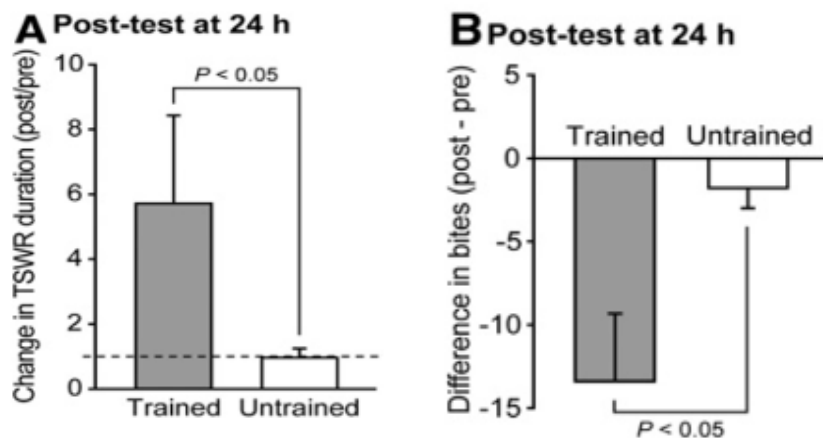 A Post-test at 24 h
Change in TSWR duration (post/pre)
10
8
6
4
2
0
P < 0.05
Trained Untrained
B Post-test at 24 h
Difference in bites (post - pre)
5
0
-5
-10
-15
Trained Untrained
P < 0.05